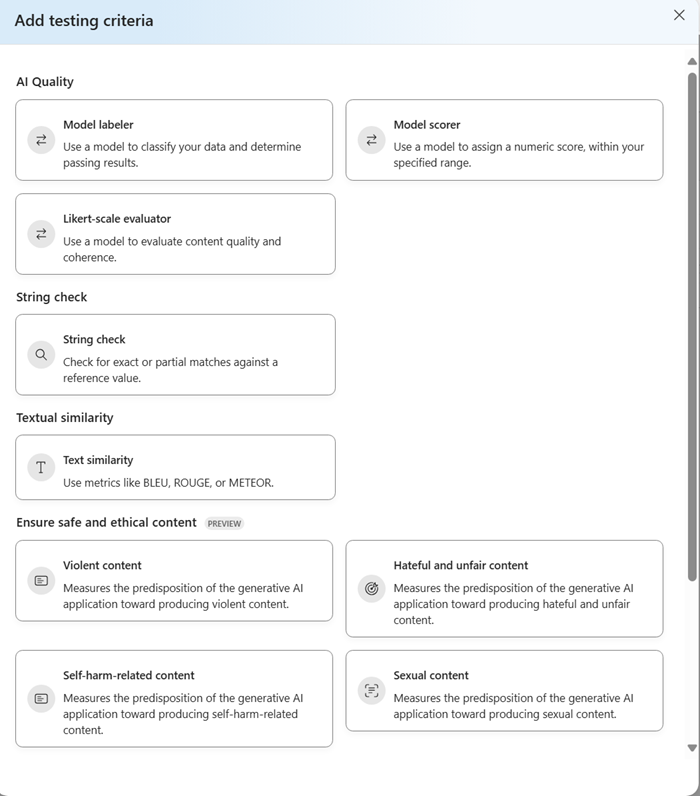 Add testing criteria
AI Quality
Model labeler
Use a model to classify your data and determine
passing results.
Model scorer
Use a model to assign a numeric score, within your
specified range.
Likert-scale evaluator
Use a model to evaluate content quality and
coherence.
String check
String check
Check for exact or partial matches against a
reference value.
Textual similarity
Text similarity
Use metrics like BLEU, ROUGE, or METEOR.
Ensure safe and ethical content PREVIEW
Violent content
Measures the predisposition of the generative AI
application toward producing violent content.
Hateful and unfair content
Measures the predisposition of the generative AI
application toward producing hateful and unfair
content.
Self-harm-related content
Measures the predisposition of the generative AI
application toward producing self-harm-related
content.
Sexual content
Measures the predisposition of the generative AI
application toward producing sexual content.